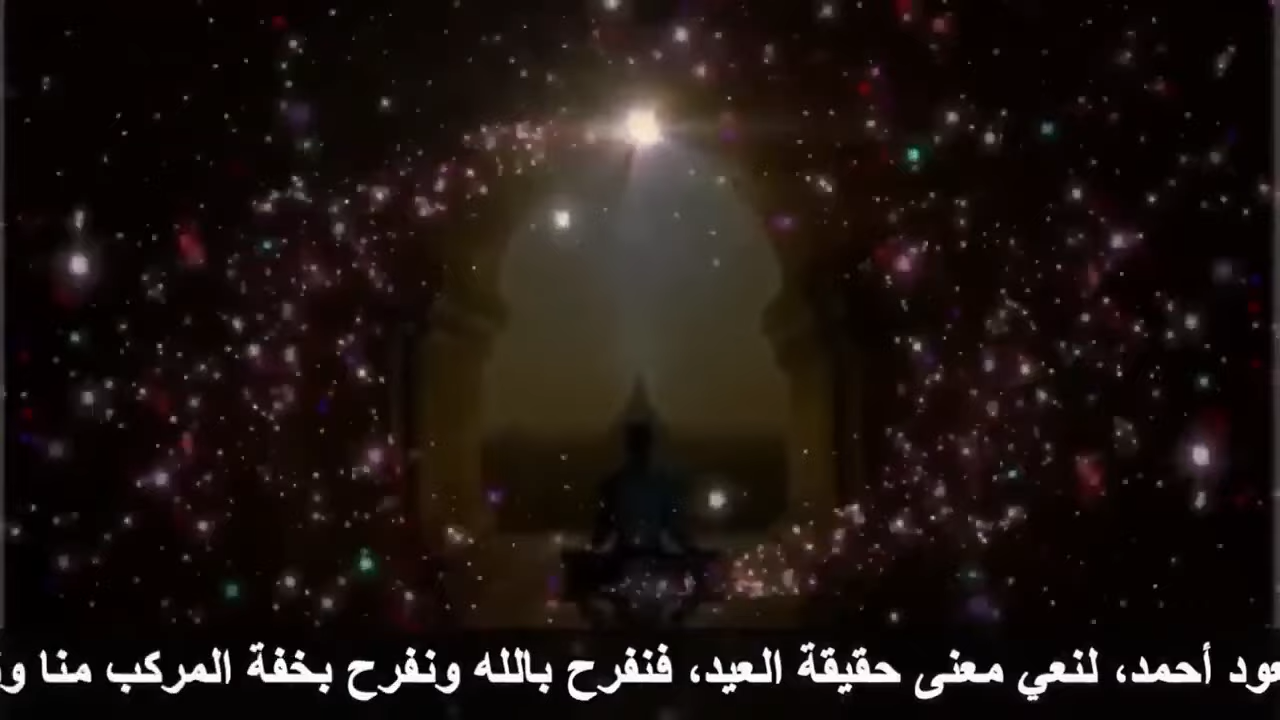 أحمد، لنعي معنى حقيقة العيد، فنفرح بالله ونفرح بخفة المركب منا